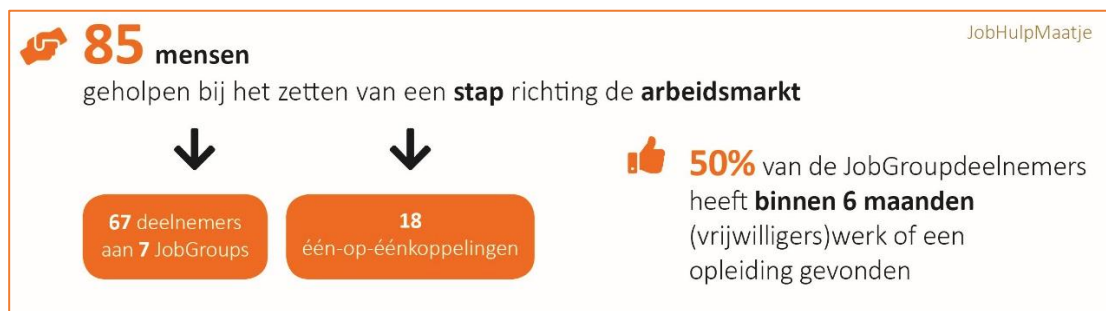 JobHulpMaatje
85 mensen
geholpen bij het zetten van een stap richting de arbeidsmarkt
67 deelnemers
aan 7 JobGroups
18
één-op-éénkoppelingen
50% van de JobGroupdeelnemers
heeft binnen 6 maanden
(vrijwilligers)werk of een
opleiding gevonden